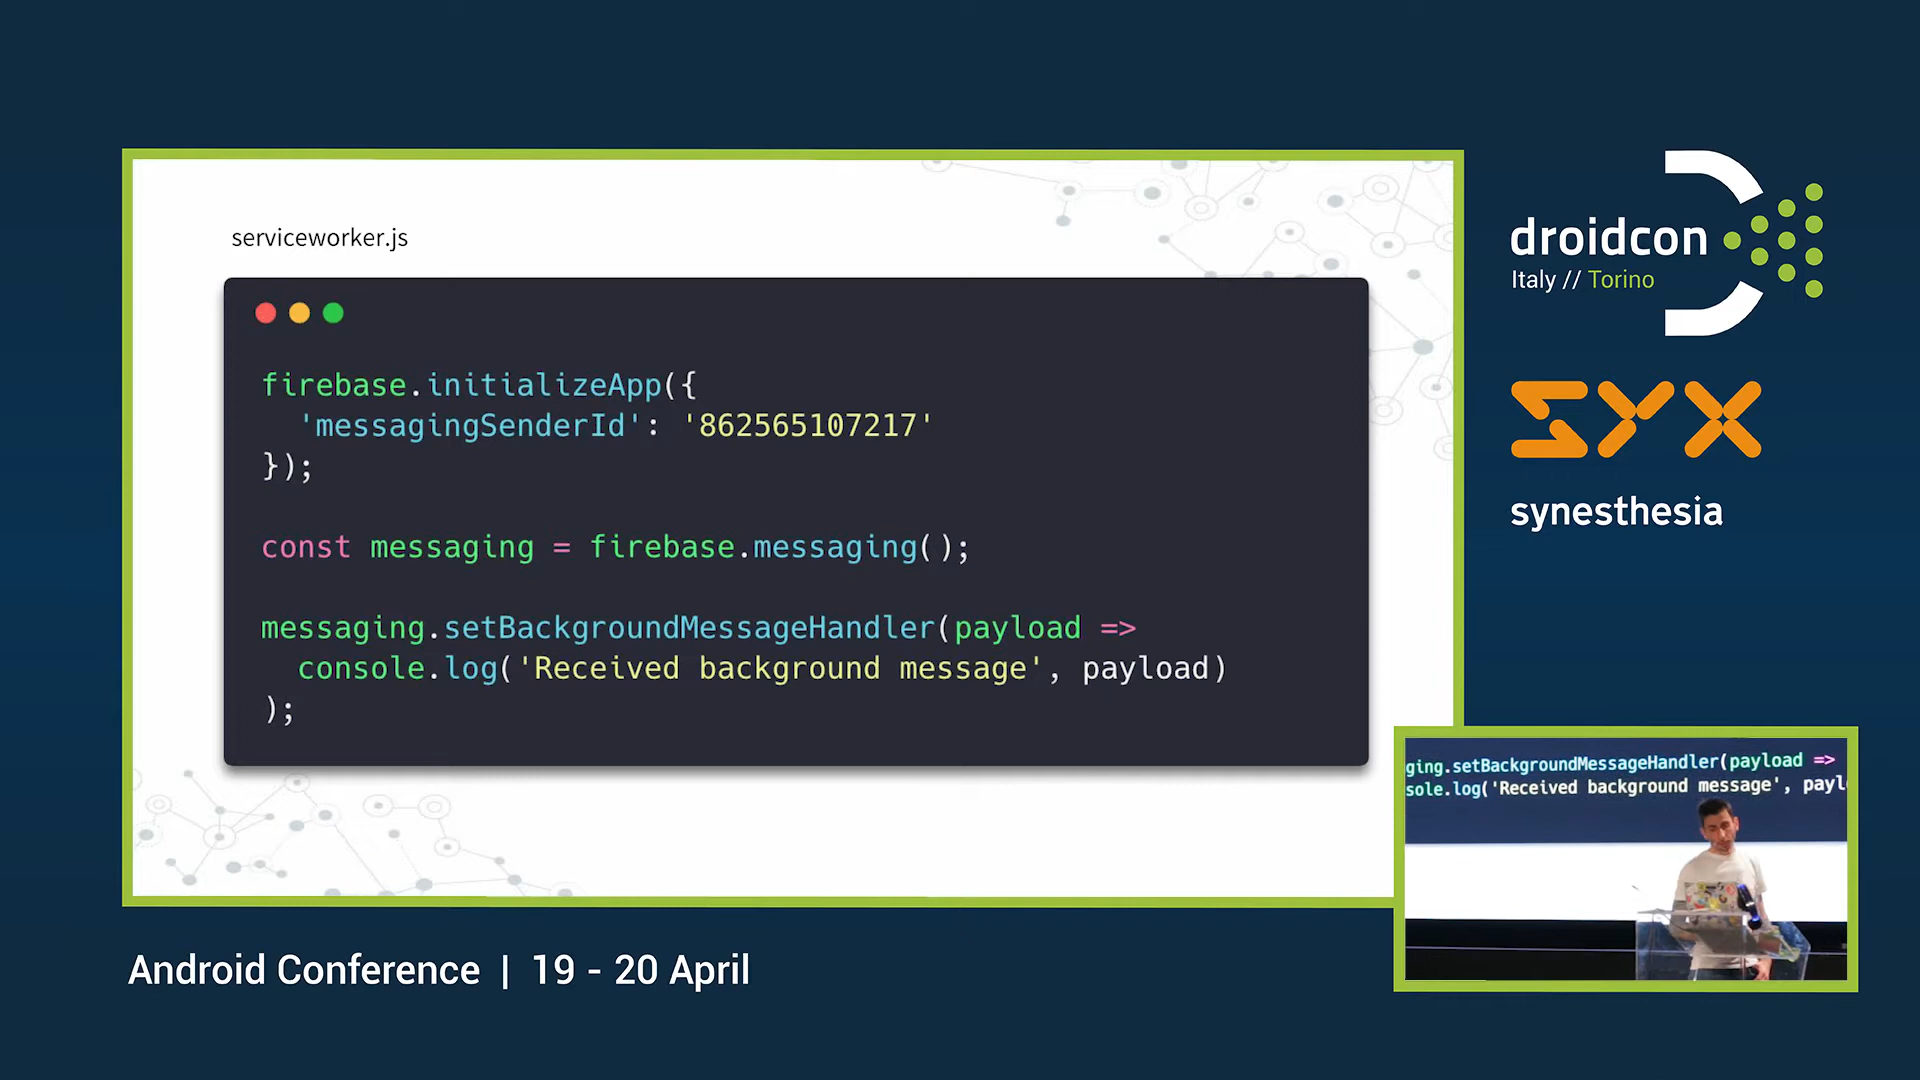 serviceworker.js
firebase.initializeApp({
'messagingSenderId': '862565107217'
});
const messaging = firebase.messaging();
messaging.setBackgroundMessageHandler(payload =>
console.log('Received background message', payload)
);
droidcon
Italy // Torino
SYX
synesthesia
ging.setBackgroundMessageHandler(payload =>
sole.log('Received background message', payl
Android Conference | 19 - 20 April